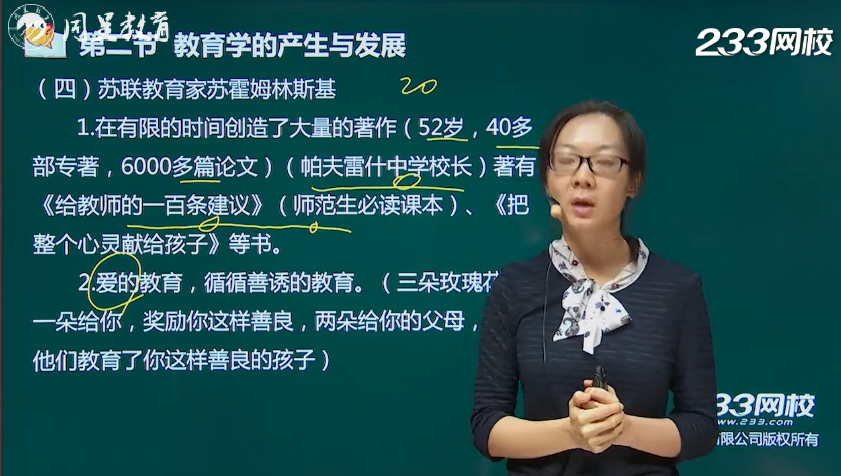 同星教育
第二节 教育学的产生与发展
233网校
（四）苏联教育家苏霍姆林斯基
20
1.在有限的时间创造了大量的著作（52岁，40多
部专著，6000多篇论文）（帕夫雷什中学校长）著有
《给教师的一百条建议》（师范生必读课本）、《把
整个心灵献给孩子》等书。
2.爱的教育，循循善诱的教育。（三朵玫瑰花
一朵给你，奖励你这样善良，两朵给你的父母，
他们教育了你这样善良的孩子）
233网校
www.233.com
有限公司版权所有